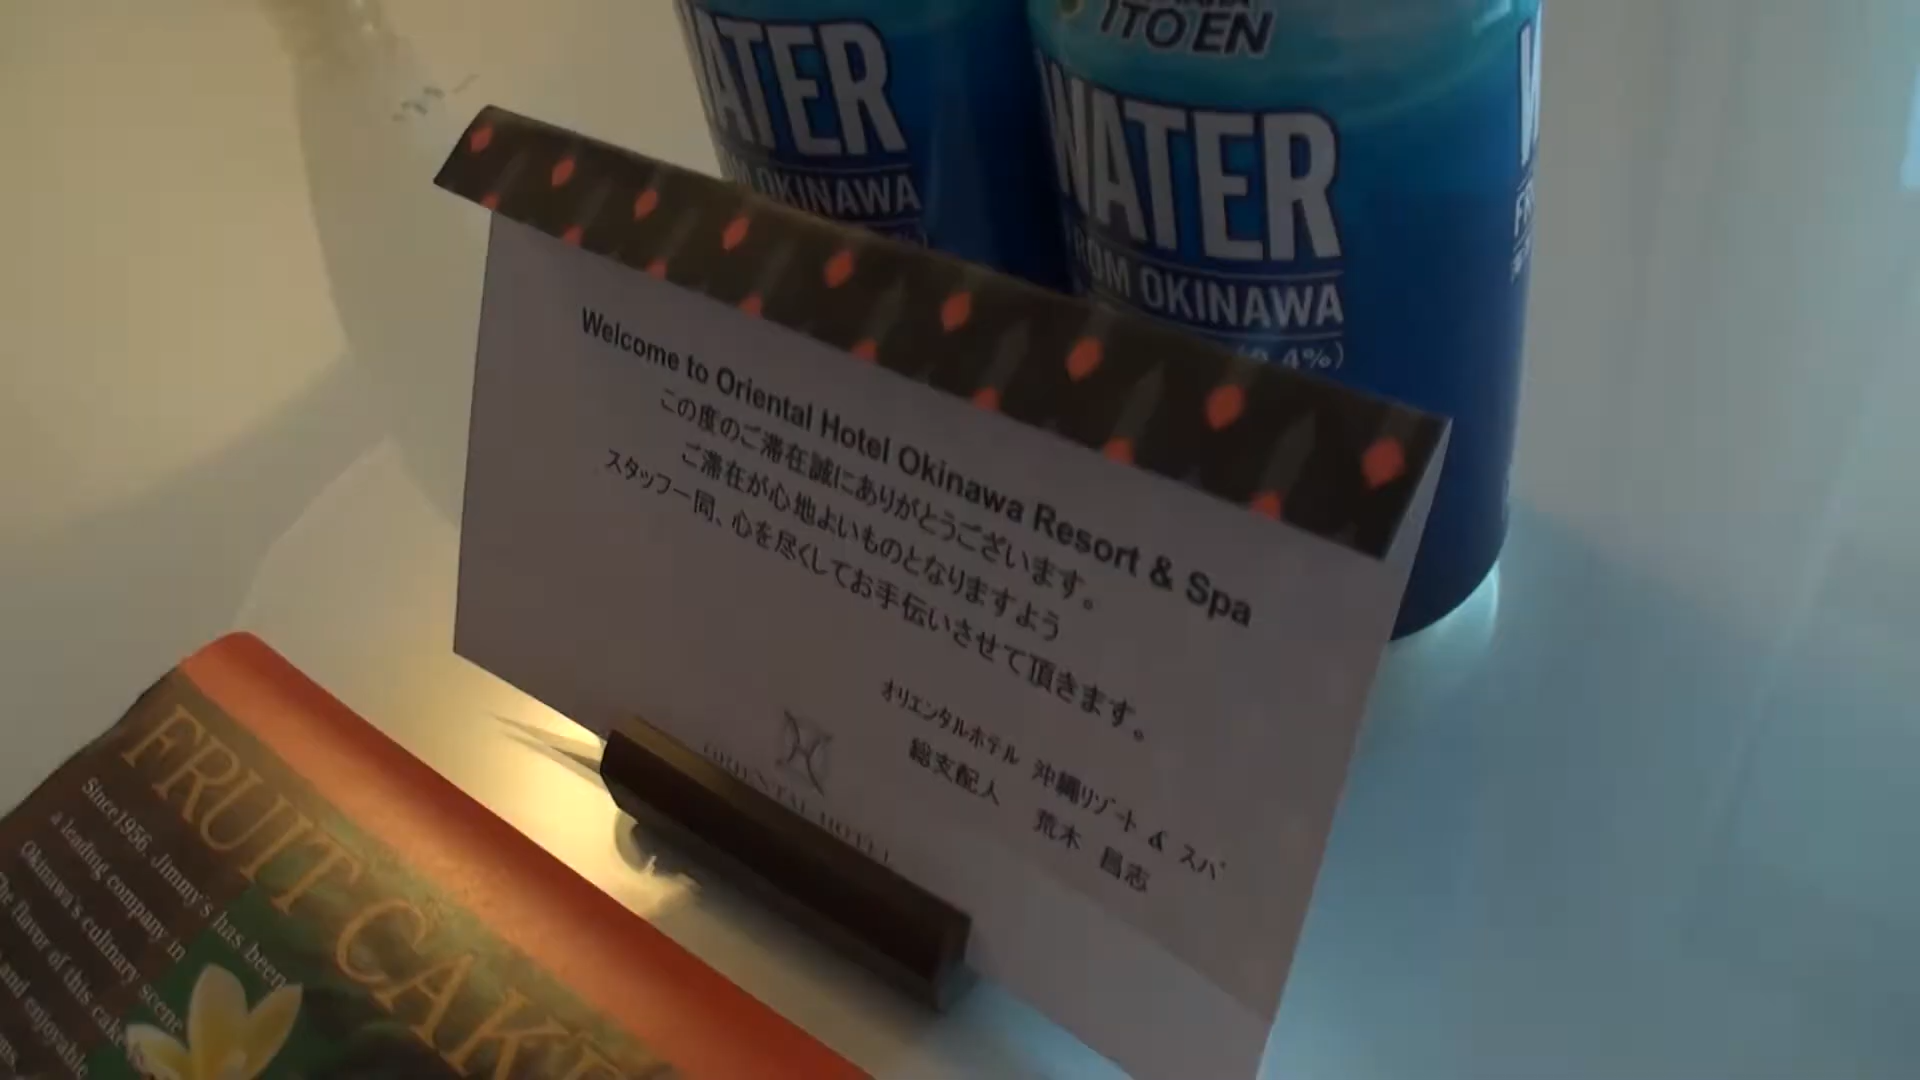 ITO EN
WATER
OKINAWA
WATER
FROM OKINAWA
Welcome to Oriental Hotel Okinawa Resort & Spa
この度のご滞在誠にありがとうございます。
ご滞在が心地よいものとなりますよう
スタッフ一同、心を尽くしてお手伝いさせて頂きます。
オリエンタルホテル 沖縄リゾート & スパ
総支配人 荒木 昌志
ORIENTAL HOTEL
FRUIT CAKE
Since1956, Jimmy's has been
a leading company in
Okinawa's culinary scene
The flavor of this cake
and enjoyable